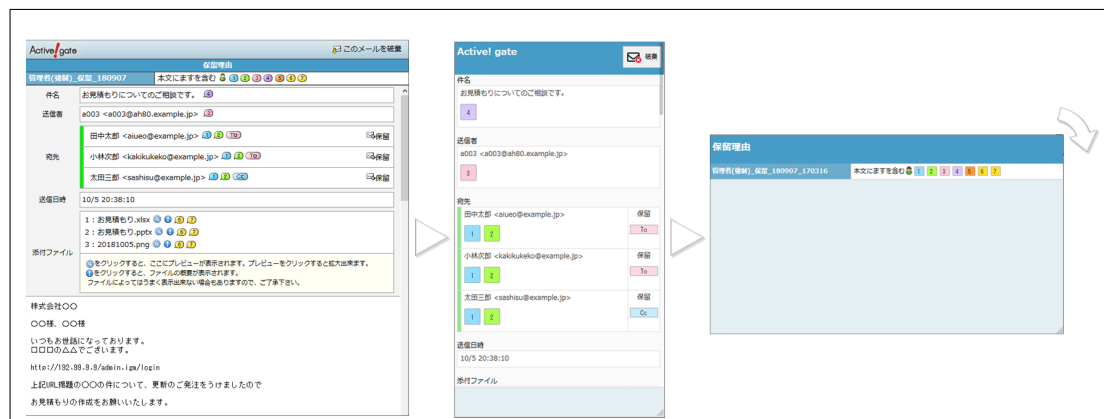 Active! gate
このメールを破棄
保留理由
管理者(強制)_保留_180907 本文にますを含む 1 2 3 4 5 6 7
件名 お見積もりについてのご相談です。 4
送信者 a003 <a003@ah80.example.jp> 3
宛先
田中太郎 <aiueo@example.jp> 1 2 To 保留
小林次郎 <kakikukeko@example.jp> 1 2 To 保留
太田三郎 <sashisu@example.jp> 1 2 Cc 保留
送信日時 10/5 20:38:10
添付ファイル
1 : お見積もり.xlsx 6 7
2 : お見積もり.pptx 6 7
3 : 20181005.png 6 7
をクリックすると、ここにプレビューが表示されます。プレビューをクリックすると拡大出来ます。
をクリックすると、ファイルの概要が表示されます。
ファイルによってはうまく表示出来ない場合もありますので、ご了承下さい。
株式会社〇〇
〇〇様、〇〇様
いつもお世話になっております。
口口口の△△でございます。
http://192.99.9.9/admin.igm/login
上記URL掲題の〇〇の件について、更新のご発注をうけましたので
お見積もりの作成をお願いいたします。
Active! gate
破棄
件名
お見積もりについてのご相談です。
4
送信者
a003 <a003@ah80.example.jp>
3
宛先
田中太郎 <aiueo@example.jp> 保留
1 2 To
小林次郎 <kakikukeko@example.jp> 保留
1 2 To
太田三郎 <sashisu@example.jp> 保留
1 2 Cc
送信日時
10/5 20:38:10
添付ファイル
保留理由
管理者(強制)_保留_180907_170316 本文にますを含む 1 2 3 4 5 6 7